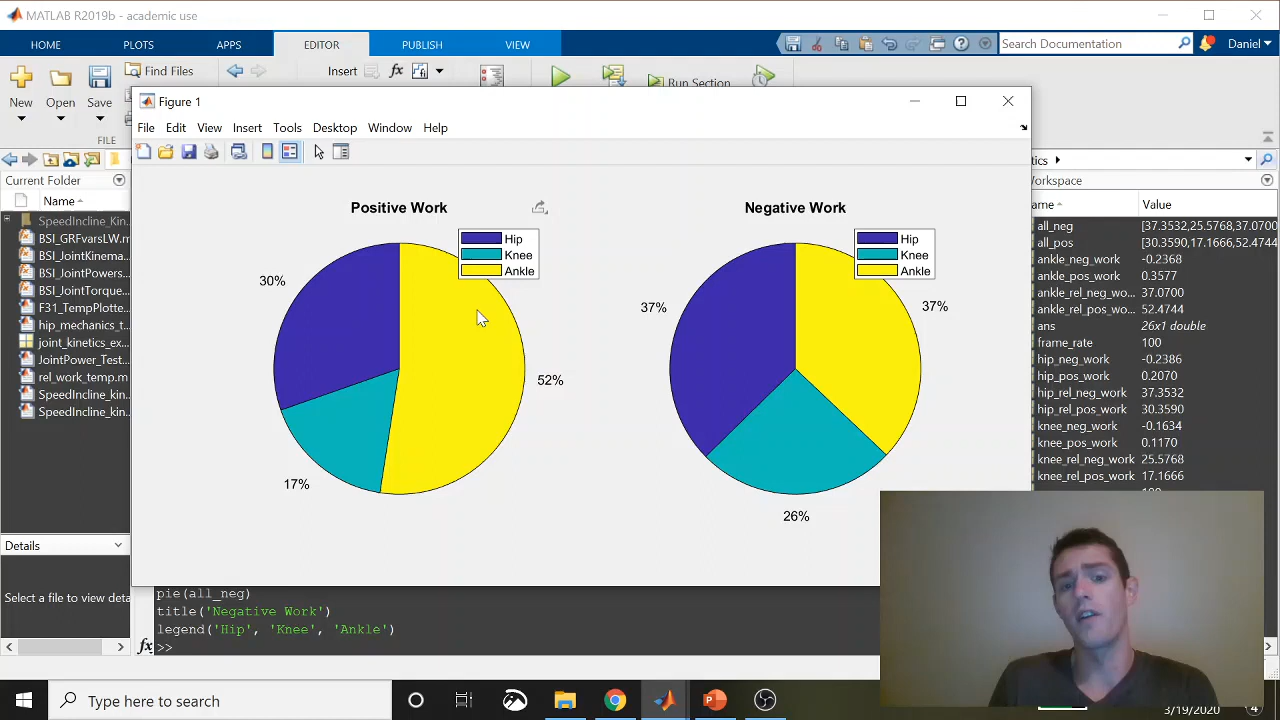 MATLAB R2019b - academic use
HOME PLOTS APPS EDITOR PUBLISH VIEW Search Documentation Daniel
New Open Save Find Files Insert fx Run Section
FILE
Figure 1
File Edit View Insert Tools Desktop Window Help
Current Folder
Name
SpeedIncline_Kin
BSI_GRFvarsLW.m
BSI_JointKinema...
BSI_JointPowers...
BSI_JointTorque...
F31_TempPlotte...
hip_mechanics_t...
joint_kinetics_ex...
JointPower_Test...
rel_work_temp.m
SpeedIncline_kin...
SpeedIncline_kin...
Details
Select a file to view deta
Positive Work
Hip
Knee
Ankle
30%
52%
17%
Negative Work
Hip
Knee
Ankle
37%
37%
26%
tics
Workspace
ame Value
all_neg [37.3532,25.5768,37.0700
all_pos [30.3590,17.1666,52.4744
ankle_neg_work -0.2368
ankle_pos_work 0.3577
ankle_rel_neg_wo... 37.0700
ankle_rel_pos_wo... 52.4744
ans 26x1 double
frame_rate 100
hip_neg_work -0.2386
hip_pos_work 0.2070
hip_rel_neg_work 37.3532
hip_rel_pos_work 30.3590
knee_neg_work -0.1634
knee_pos_work 0.1170
knee_rel_neg_work 25.5768
knee_rel_pos_work 17.1666
pie(all_neg)
title('Negative Work')
legend('Hip', 'Knee', 'Ankle')
fx >>
Type here to search
3/19/2020
4